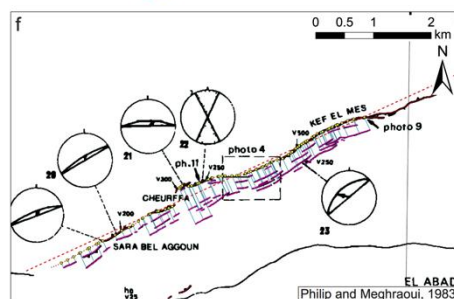 f
0 0.5 1 2
km
N
KEF EL MES
photo 9
22
21
ph.11
photo 4
v250
v500
v300
v250
20
CHEURFFA
v200
23
SARA BEL AGGOUN
EL ABAD
Philip and Meghraoui, 1983